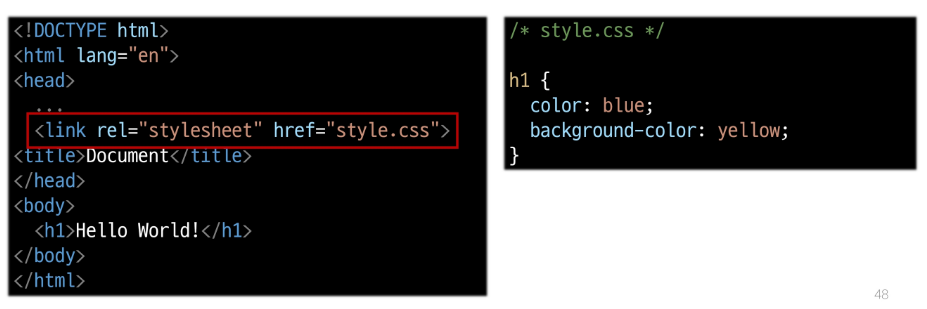 <!DOCTYPE html>
<html lang="en">
<head>
  ...
  <link rel="stylesheet" href="style.css">
<title>Document</title>
</head>
<body>
  <h1>Hello World!</h1>
</body>
</html>
/* style.css */
h1 {
  color: blue;
  background-color: yellow;
}
48